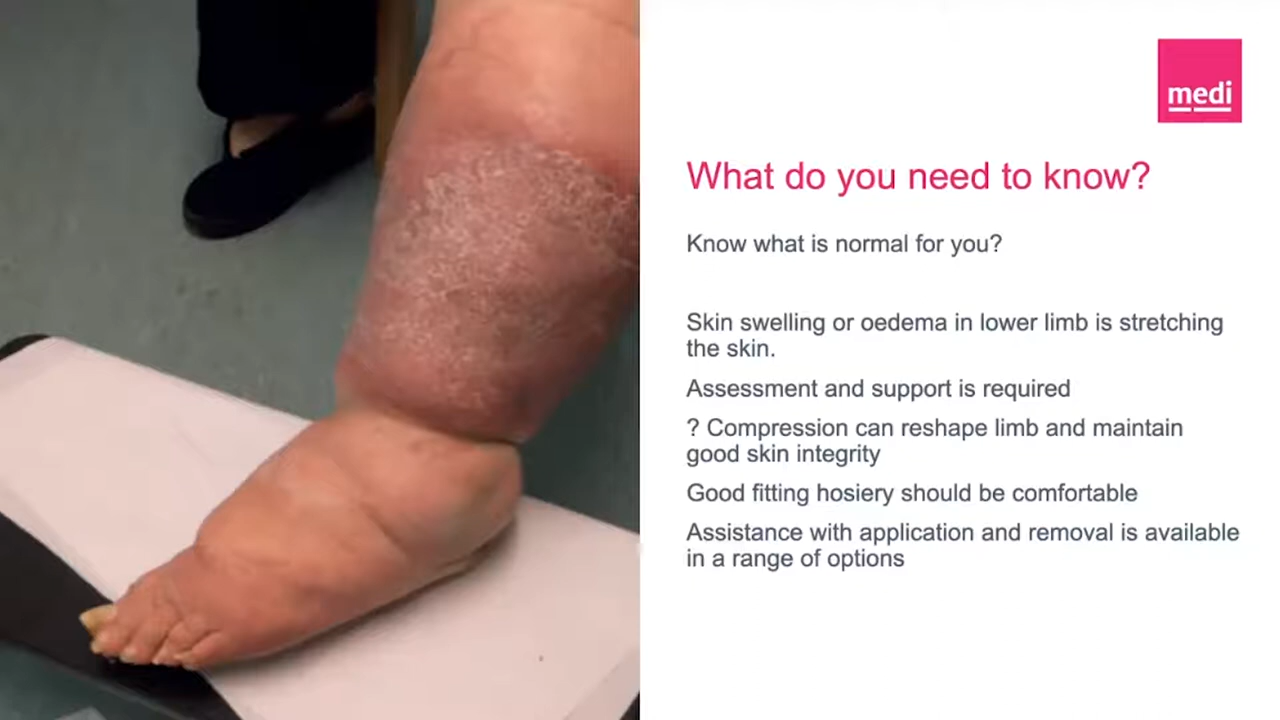 medi
What do you need to know?
Know what is normal for you?
Skin swelling or oedema in lower limb is stretching
the skin.
Assessment and support is required
? Compression can reshape limb and maintain
good skin integrity
Good fitting hosiery should be comfortable
Assistance with application and removal is available
in a range of options